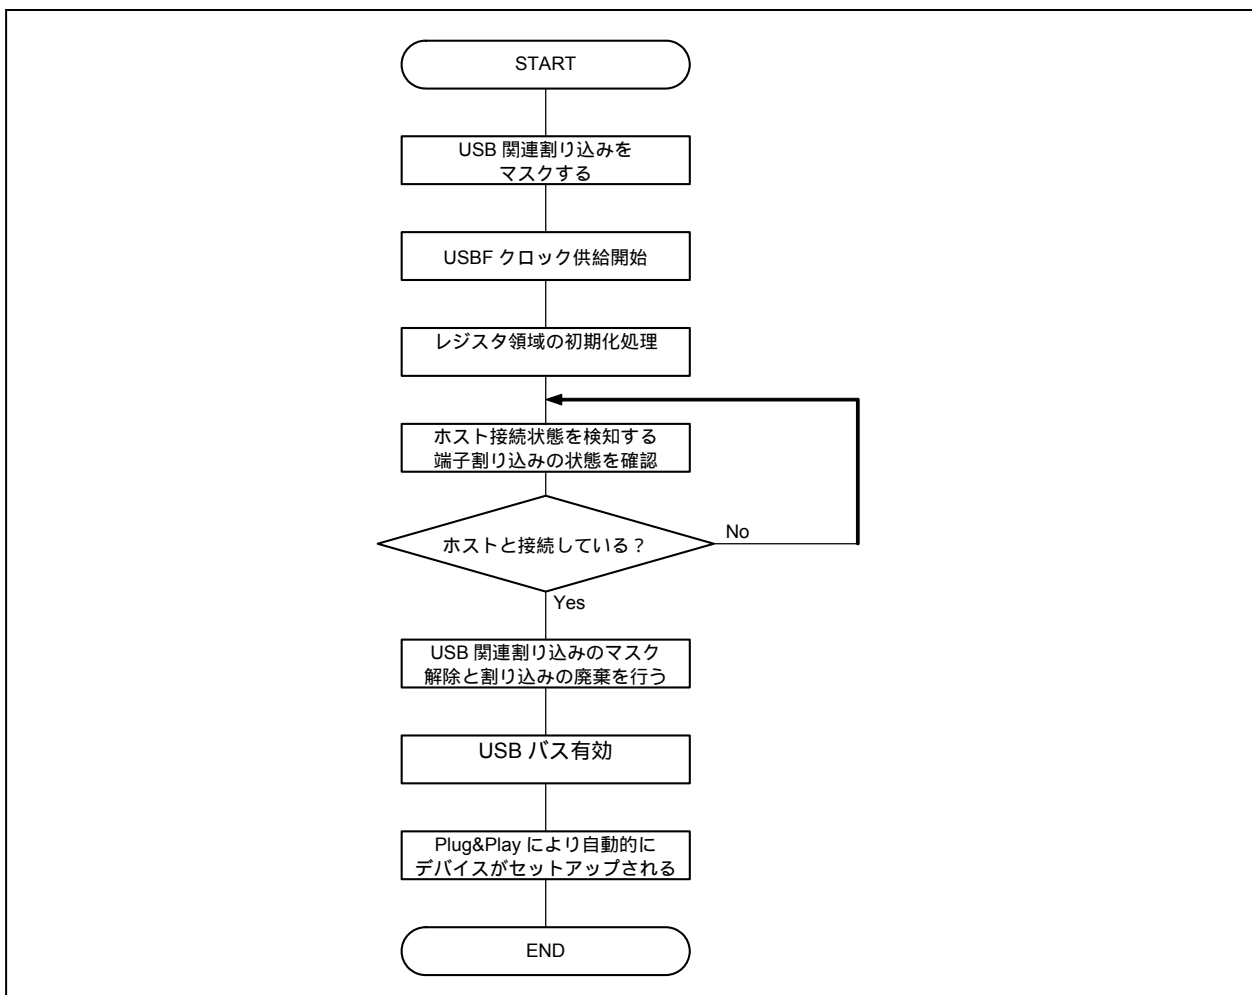 START
USB 関連割り込みを
マスクする
USBF クロック供給開始
レジスタ領域の初期化処理
ホスト接続状態を検知する
端子割り込みの状態を確認
ホストと接続している？
No
Yes
USB 関連割り込みのマスク
解除と割り込みの廃棄を行う
USB バス有効
Plug&Play により自動的に
デバイスがセットアップされる
END